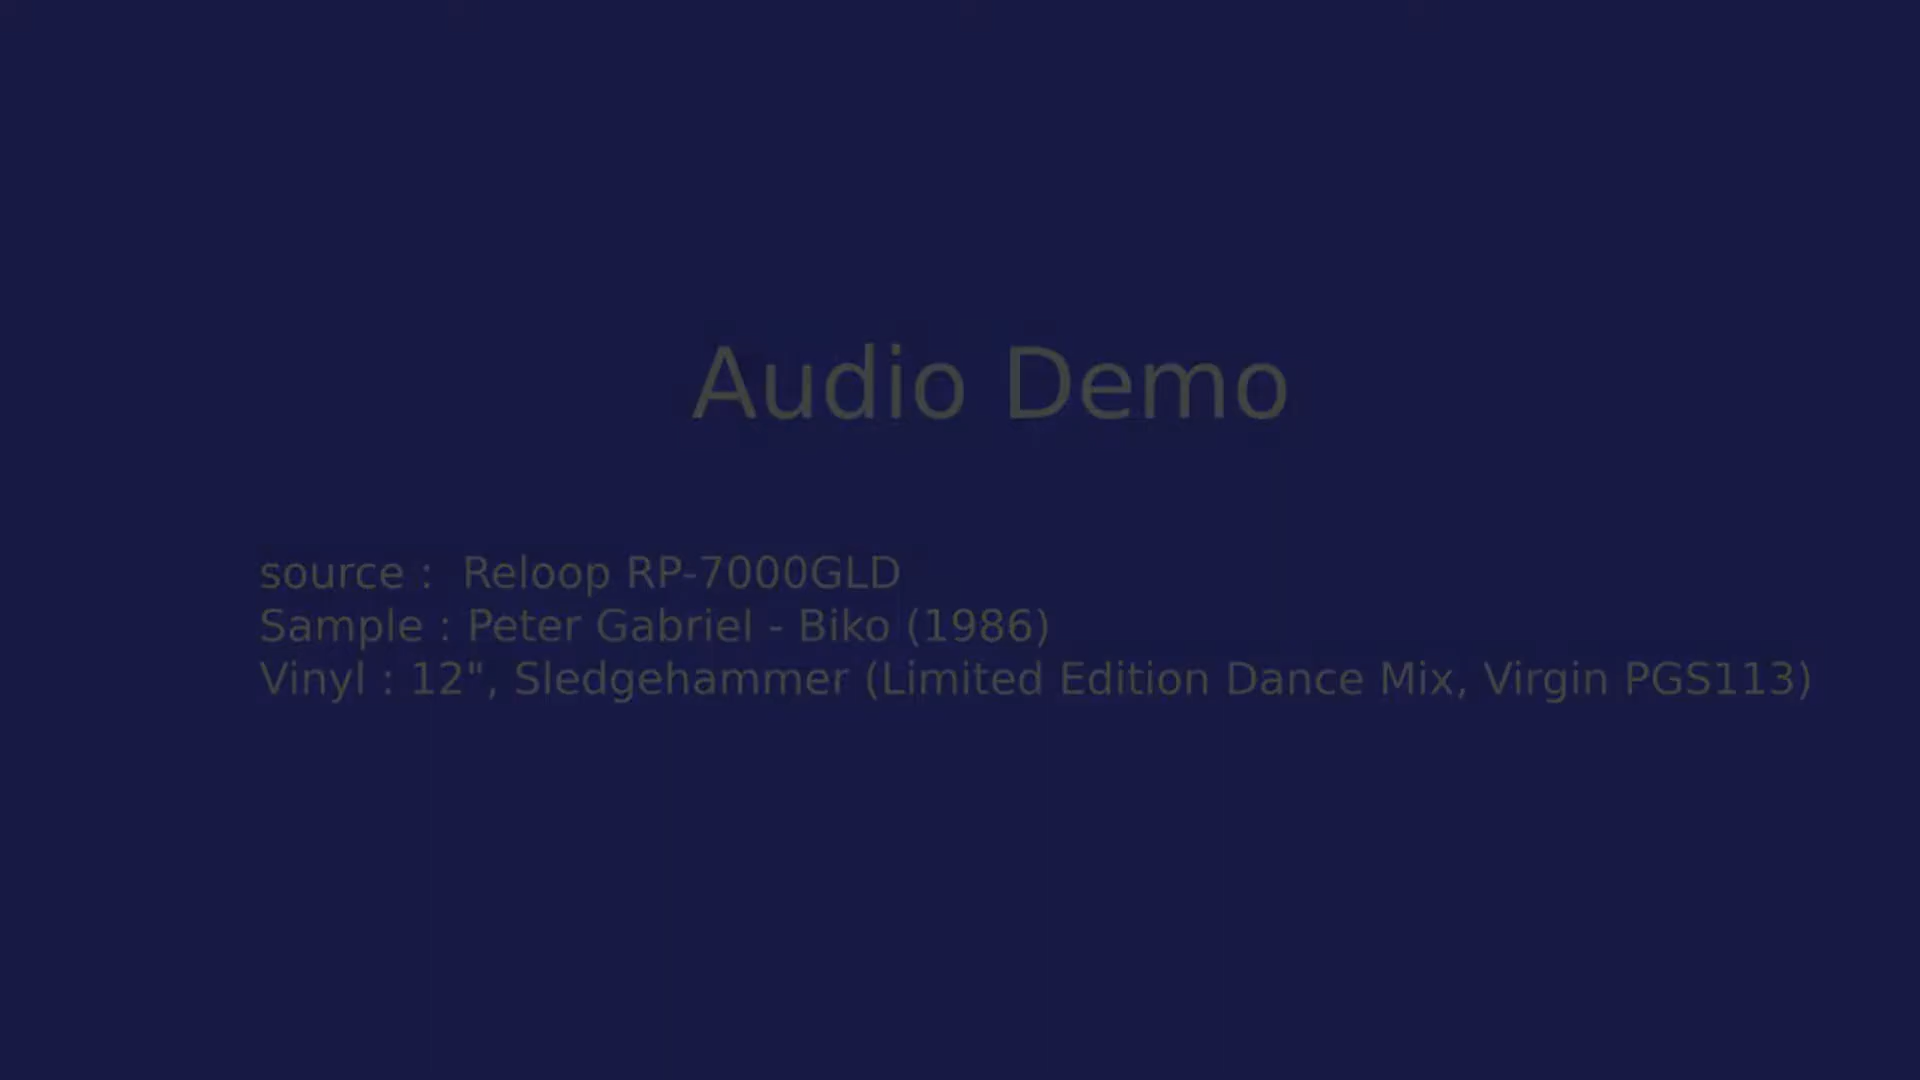 Audio Demo
source :  Reloop RP-7000GLD
Sample : Peter Gabriel - Biko (1986)
Vinyl : 12", Sledgehammer (Limited Edition Dance Mix, Virgin PGS113)